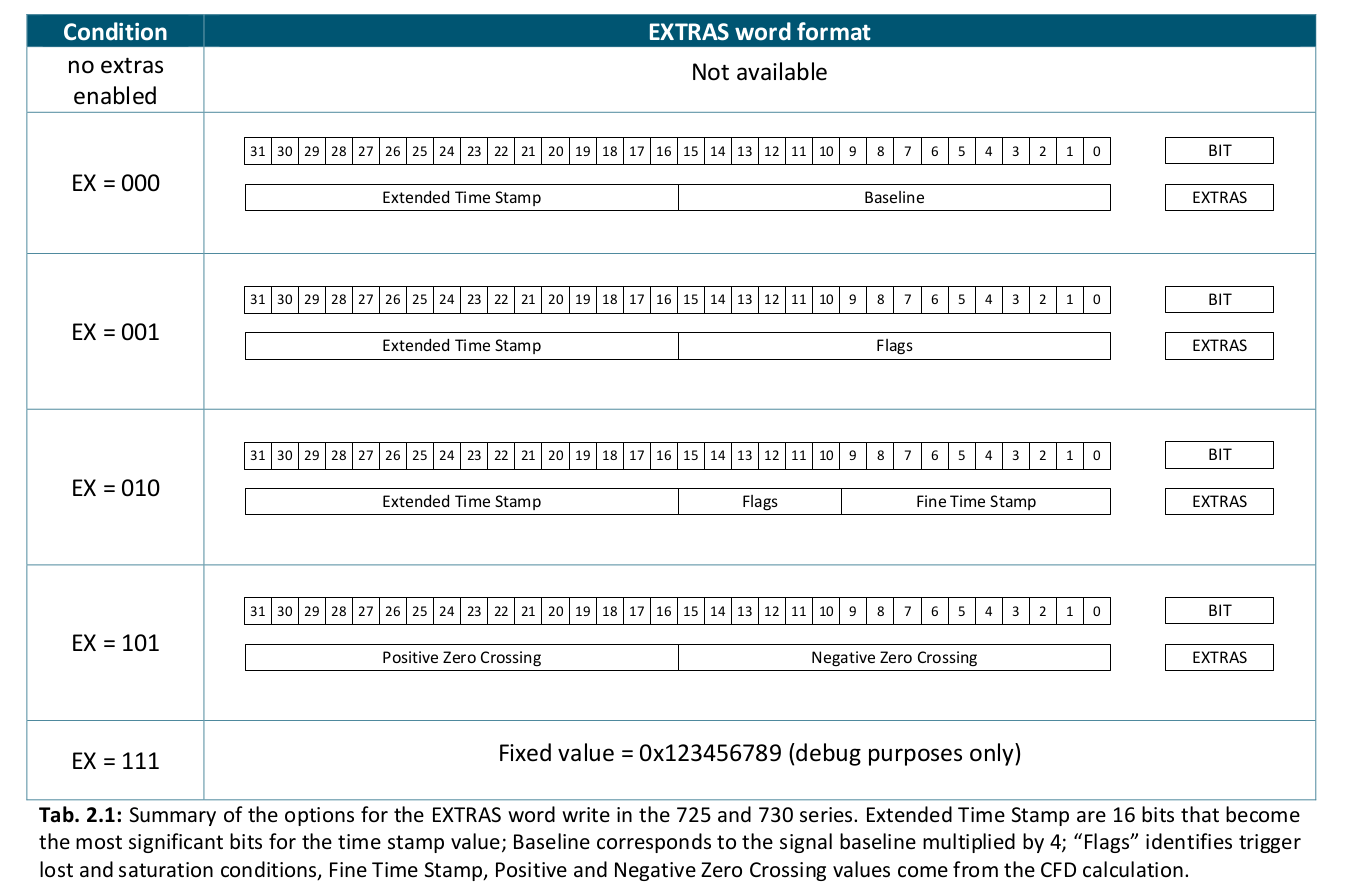 Condition EXTRAS word format
no extras
enabled
Not available
31 30 29 28 27 26 25 24 23 22 21 20 19 18 17 16 15 14 13 12 11 10 9 8 7 6 5 4 3 2 1 0 BIT
EX = 000
Extended Time Stamp Baseline EXTRAS
31 30 29 28 27 26 25 24 23 22 21 20 19 18 17 16 15 14 13 12 11 10 9 8 7 6 5 4 3 2 1 0 BIT
EX = 001
Extended Time Stamp Flags EXTRAS
31 30 29 28 27 26 25 24 23 22 21 20 19 18 17 16 15 14 13 12 11 10 9 8 7 6 5 4 3 2 1 0 BIT
EX = 010
Extended Time Stamp Flags Fine Time Stamp EXTRAS
31 30 29 28 27 26 25 24 23 22 21 20 19 18 17 16 15 14 13 12 11 10 9 8 7 6 5 4 3 2 1 0 BIT
EX = 101
Positive Zero Crossing Negative Zero Crossing EXTRAS
EX = 111 Fixed value = 0x123456789 (debug purposes only)
Tab. 2.1: Summary of the options for the EXTRAS word write in the 725 and 730 series. Extended Time Stamp are 16 bits that become
the most significant bits for the time stamp value; Baseline corresponds to the signal baseline multiplied by 4; “Flags” identifies trigger
lost and saturation conditions, Fine Time Stamp, Positive and Negative Zero Crossing values come from the CFD calculation.